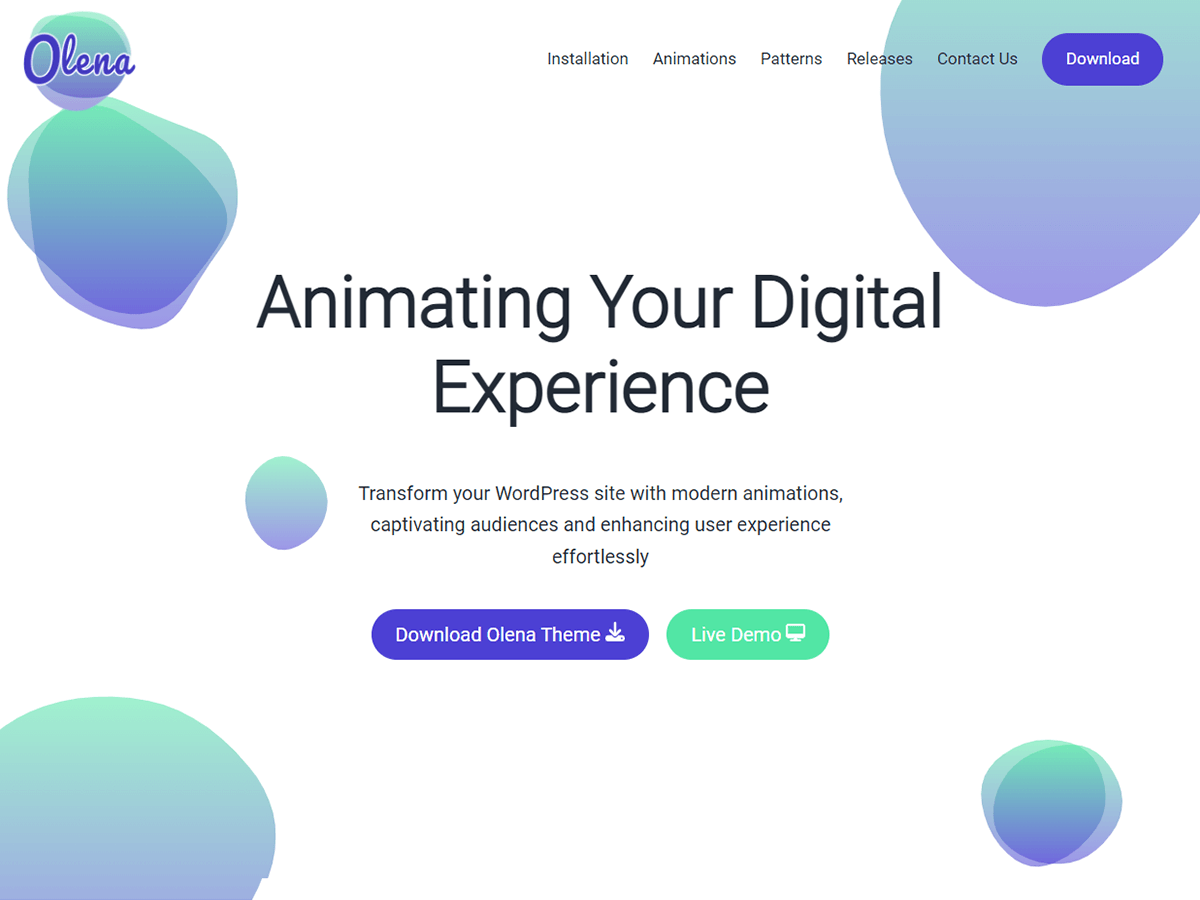 Olena
Installation Animations Patterns Releases Contact Us Download
Animating Your Digital
Experience
Transform your WordPress site with modern animations,
captivating audiences and enhancing user experience
effortlessly
Download Olena Theme Live Demo